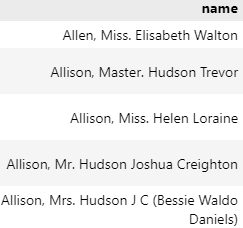 name
Allen, Miss. Elisabeth Walton
Allison, Master. Hudson Trevor
Allison, Miss. Helen Loraine
Allison, Mr. Hudson Joshua Creighton
Allison, Mrs. Hudson J C (Bessie Waldo
Daniels)